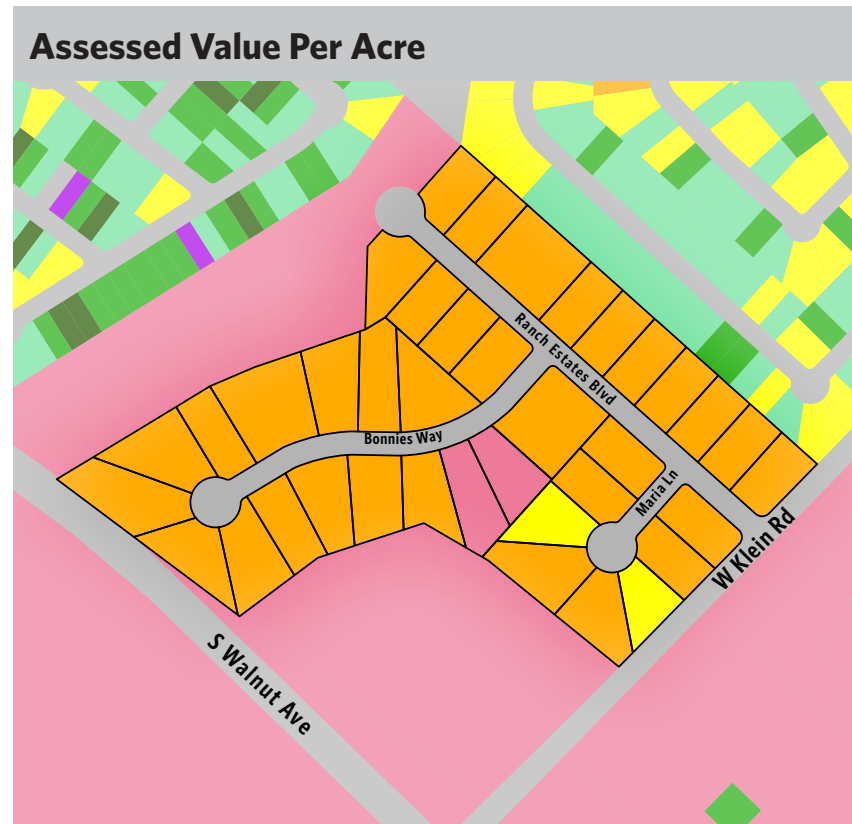 Assessed Value Per Acre
Ranch Estates Blvd
Bonnies Way
Maria Ln
W Klein Rd
S Walnut Ave